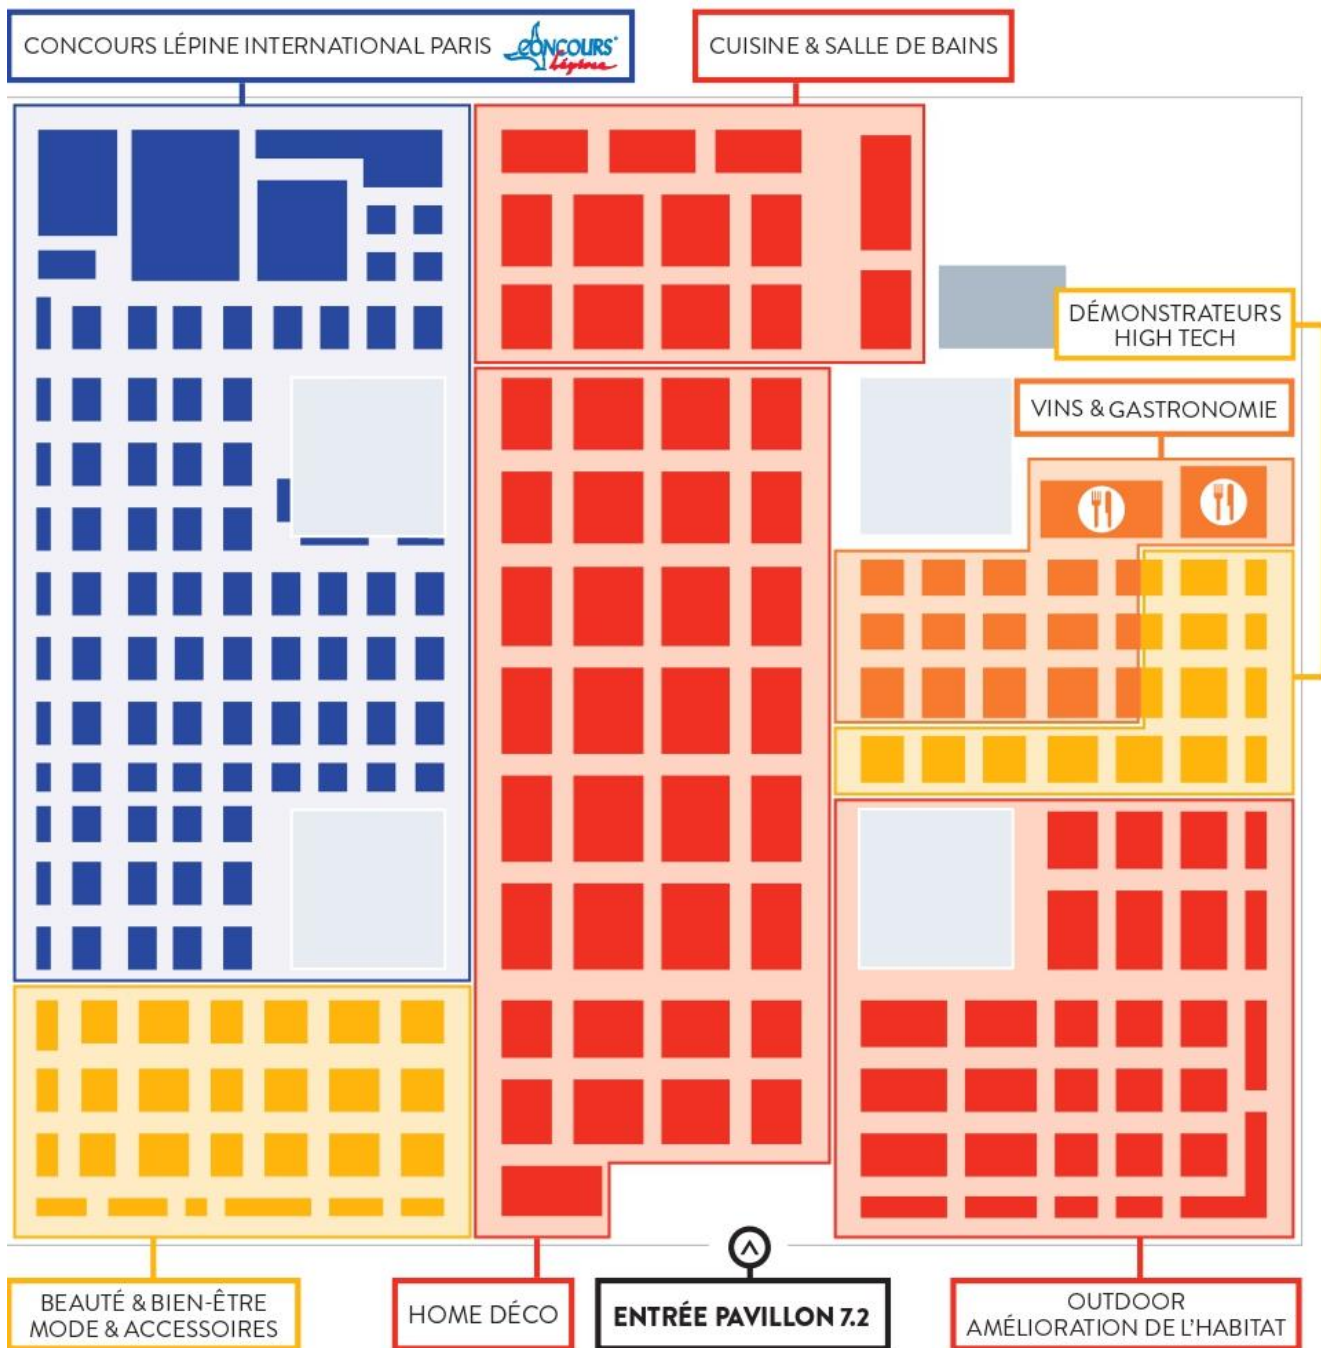 CONCOURS LÉPINE INTERNATIONAL PARIS
CONCOURS
Lépine
CUISINE & SALLE DE BAINS
DÉMONSTRATEURS
HIGH TECH
VINS & GASTRONOMIE
BEAUTÉ & BIEN-ÊTRE
MODE & ACCESSOIRES
HOME DÉCO
ENTRÉE PAVILLON 7.2
OUTDOOR
AMÉLIORATION DE L'HABITAT